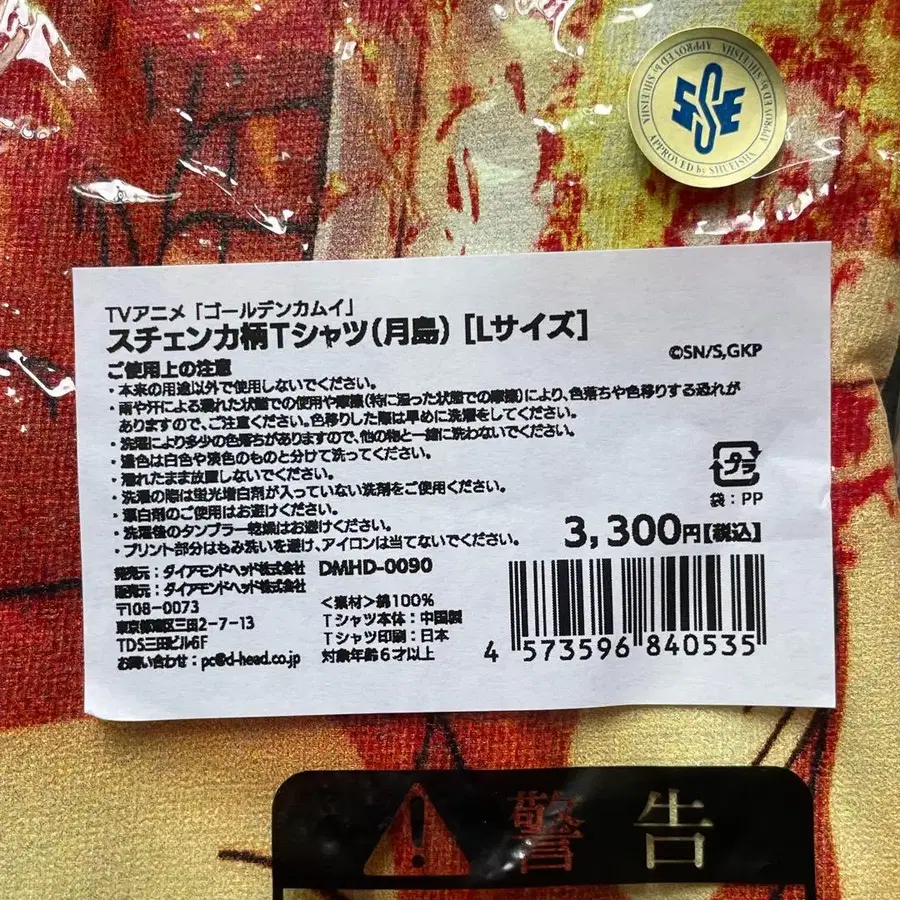 APPROVED by SHUEISHA APPROVED by SHUEISHA
SSE
TVアニメ「ゴールデンカムイ」
スチェンカ柄Tシャツ(月島) [Lサイズ]
©SN/S,GKP
ご使用上の注意
・本来の用途以外で使用しないでください。
・雨や汗による濡れた状態での使用や摩擦(特に湿った状態での摩擦)により、色落ちや色移りする恐れが
ありますので、ご注意ください。色移りした際は早めに洗濯をしてください。
・洗濯により多少の色落ちがありますので、他の物と一緒に洗わないでください。
・濃色は白色や淡色のものと分けて洗ってください。
・濡れたまま放置しないでください。
・洗濯の際は蛍光増白剤が入っていない洗剤をご使用ください。
・漂白剤のご使用はお避けください。
・洗濯後のタンブラー乾燥はお避けください。
・プリント部分はもみ洗いを避け、アイロンは当てないでください。
プラ
袋:PP
3,300円【税込】
発売元:ダイアモンドヘッド株式会社 DMHD-0090
販売元:ダイアモンドヘッド株式会社
〒108-0073
東京都港区三田2-7-13
TDS三田ビル6F
お問い合わせ:pc@d-head.co.jp
<素材>綿100%
Tシャツ本体:中国製
Tシャツ印刷:日本
対象年齢6才以上
4 573596 840535
警告